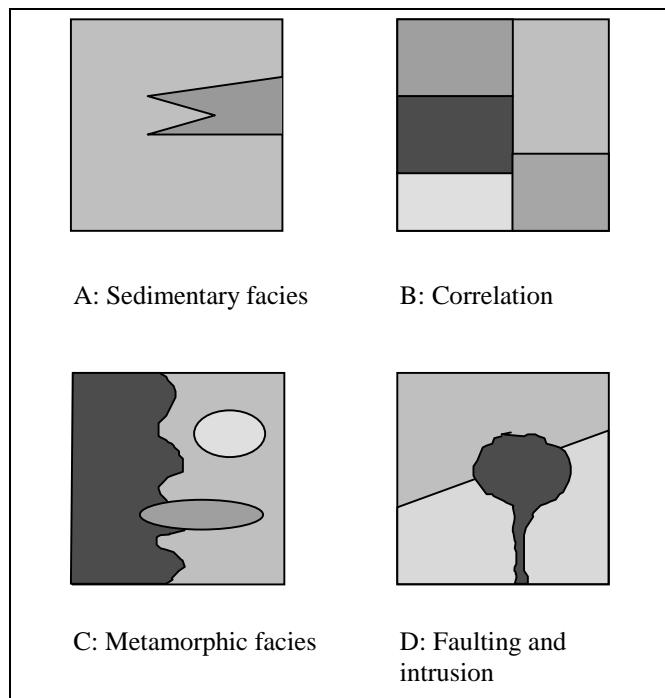 A: Sedimentary facies
B: Correlation
C: Metamorphic facies
D: Faulting and
intrusion